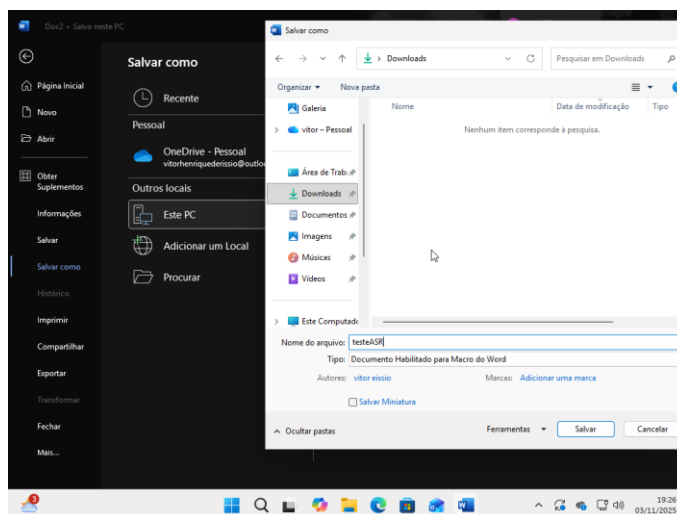 Doc2 • Salvo neste PC
Página Inicial
Novo
Abrir
Obter
Suplementos
Informações
Salvar
Salvar como
Histórico
Imprimir
Compartilhar
Exportar
Transformar
Fechar
Mais...
Salvar como
Recente
Pessoal
OneDrive - Pessoal
vitorhenriquederissio@outloo
Outros locais
Este PC
Adicionar um Local
Procurar
Salvar como
Downloads
Pesquisar em Downloads
Organizar
Nova pasta
Nome
Data de modificação
Tipo
Nenhum item corresponde à pesquisa.
Galeria
vitor – Pessoal
Área de Trab
Downloads
Documentos
Imagens
Músicas
Vídeos
Este Computad
Nome do arquivo: testeASR
Tipo: Documento Habilitado para Macro do Word
Autores: vitor eissio
Marcas: Adicionar uma marca
Salvar Miniatura
Ocultar pastas
Ferramentas
Salvar
Cancelar
19:26
03/11/2025